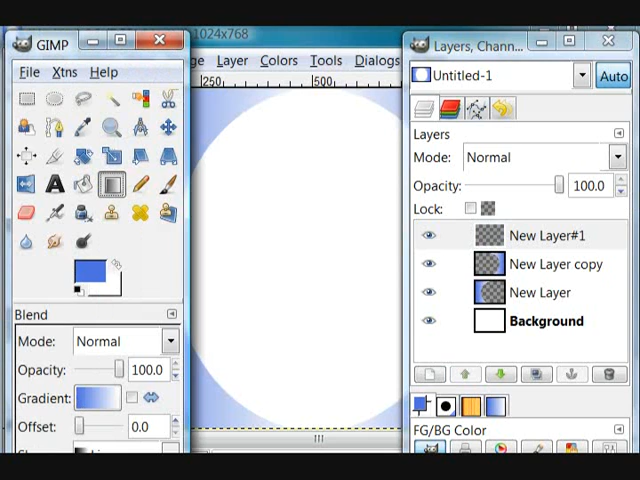 1024x768
GIMP
Layers, Chann...
File Xtns Help
ge Layer Colors Tools Dialogs
Untitled-1
Auto
250
500
Layers
Mode: Normal
Opacity: 100.0
Lock:
New Layer#1
New Layer copy
New Layer
Background
Blend
Mode: Normal
Opacity: 100.0
Gradient:
Offset: 0.0
FG/BG Color